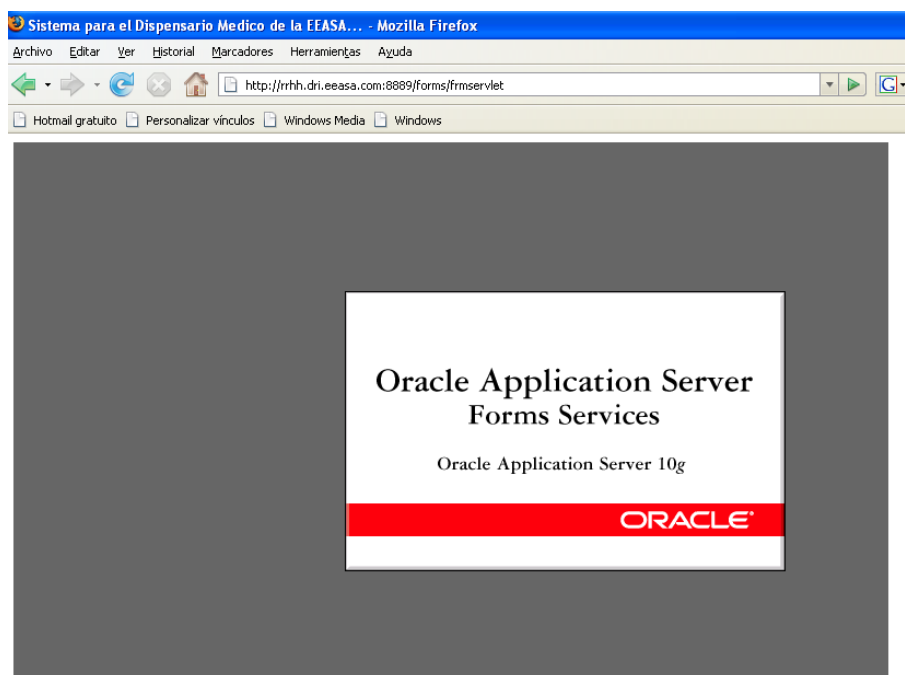 Sistema para el Dispensario Medico de la EEASA... - Mozilla Firefox
Archivo Editar Ver Historial Marcadores Herramientas Ayuda
http://rrhh.dri.eeasa.com:8889/forms/frmservlet G
Hotmail gratuito Personalizar vínculos Windows Media Windows
Oracle Application Server
Forms Services
Oracle Application Server 10g
ORACLE